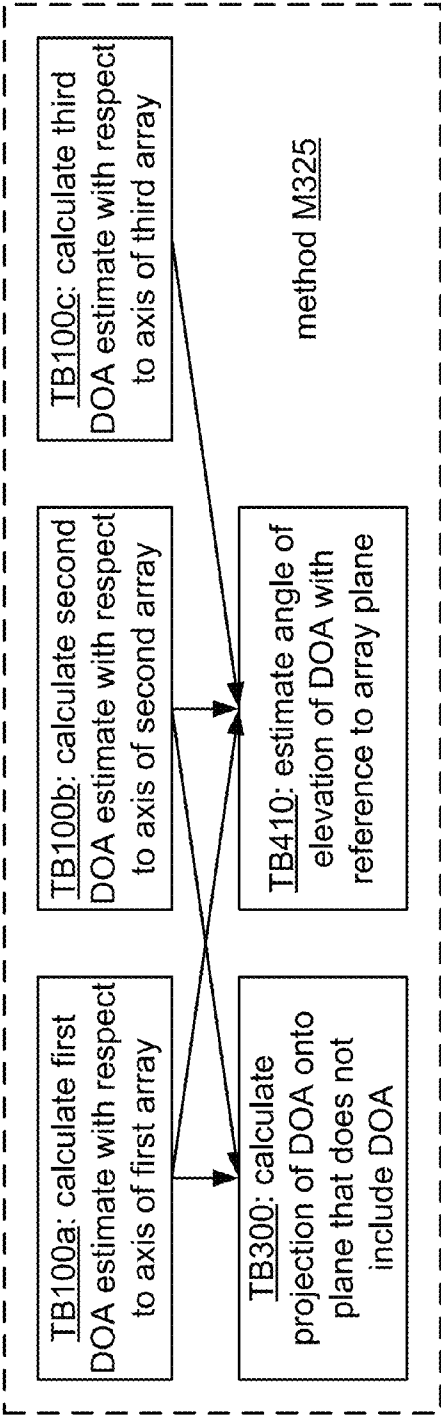 TB100a: calculate first
DOA estimate with respect
to axis of first array
TB100b: calculate second
DOA estimate with respect
to axis of second array
TB100c: calculate third
DOA estimate with respect
to axis of third array
TB300: calculate
projection of DOA onto
plane that does not
include DOA
TB410: estimate angle of
elevation of DOA with
reference to array plane
method M325